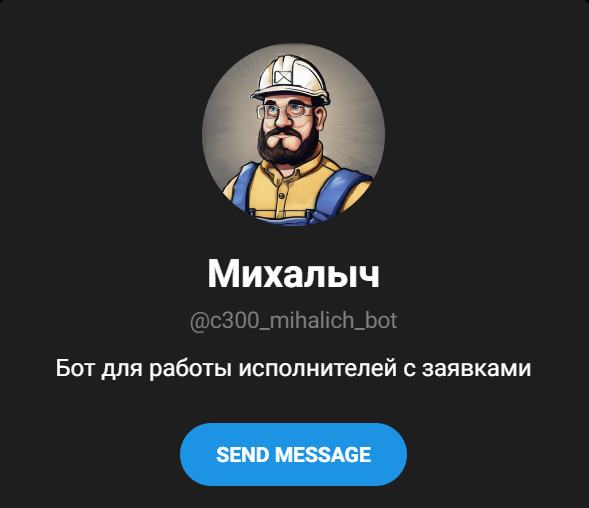 Михалыч
@c300_mihalich_bot
Бот для работы исполнителей с заявками
SEND MESSAGE